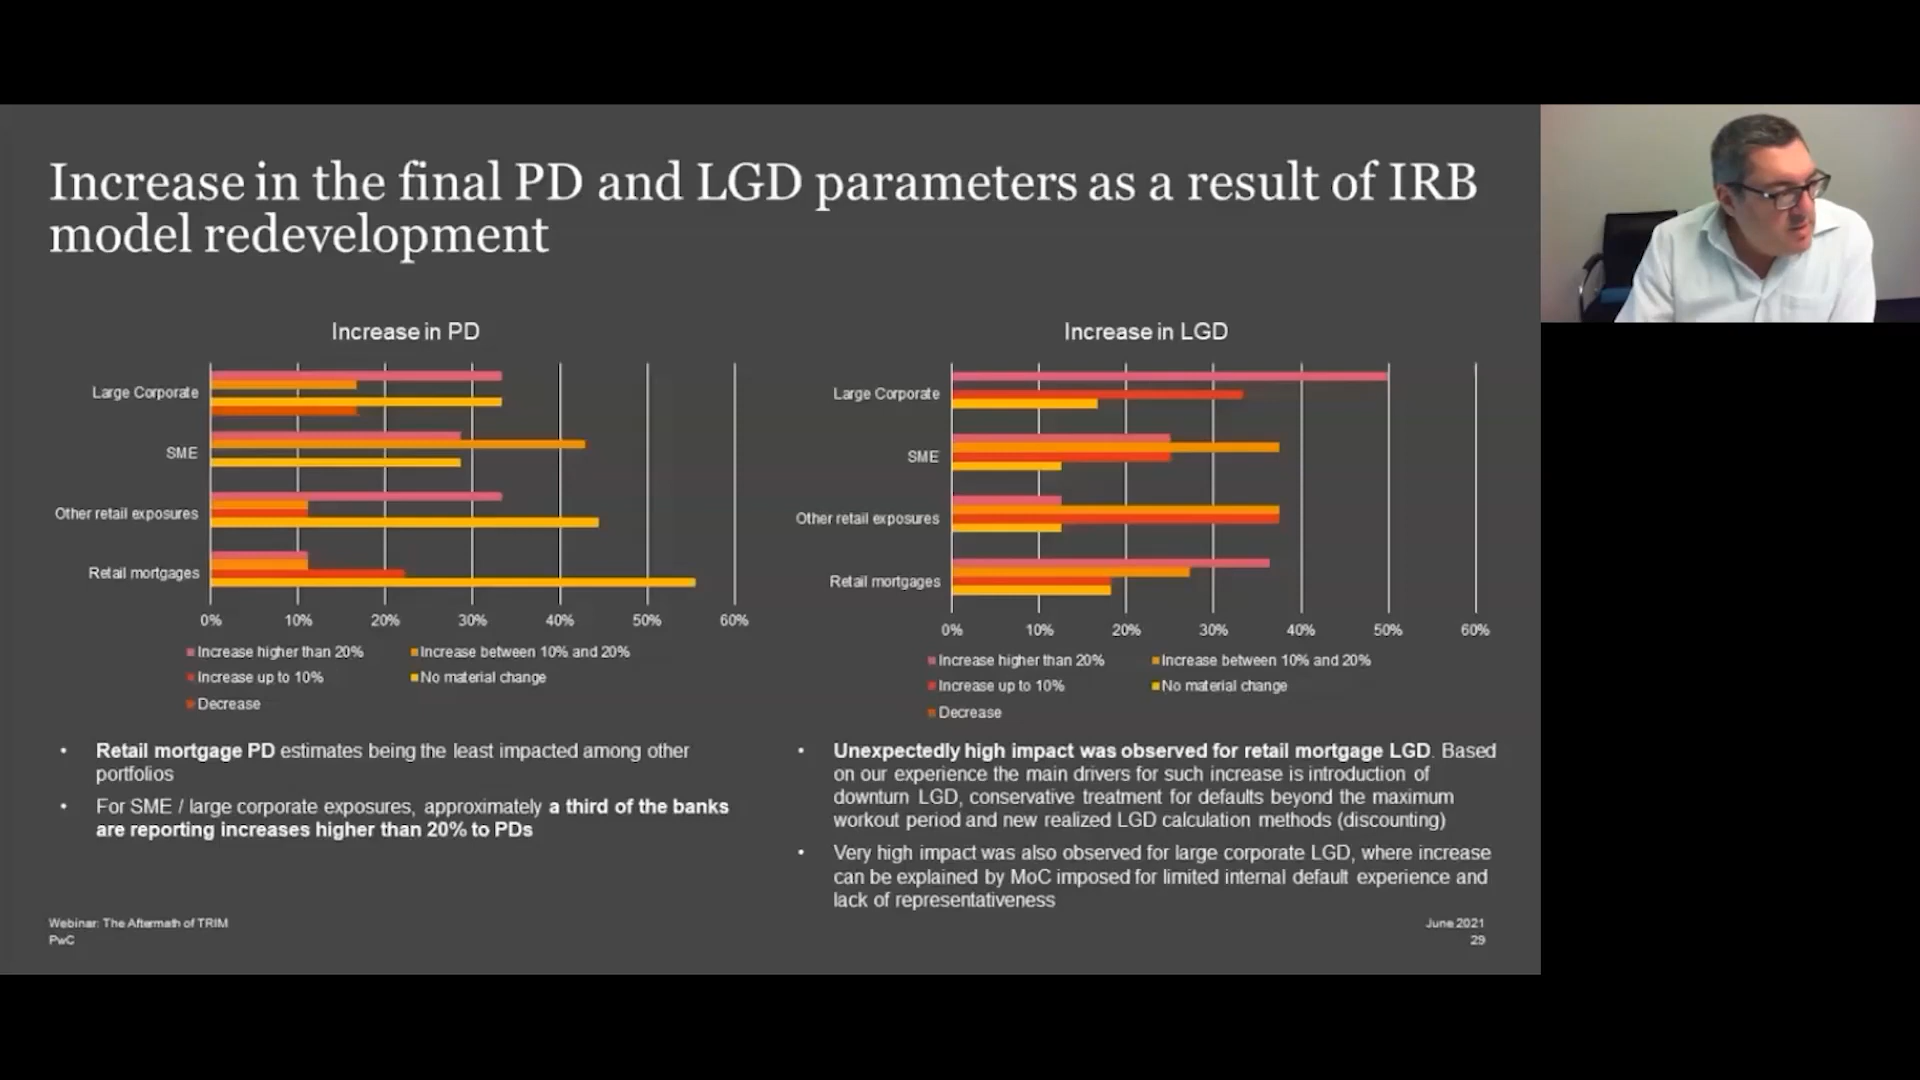 Increase in the final PD and LGD parameters as a result of IRB
model redevelopment
Increase in PD
Large Corporate
SME
Other retail exposures
Retail mortgages
0% 10% 20% 30% 40% 50% 60%
Increase higher than 20% Increase between 10% and 20%
Increase up to 10% No material change
Decrease
• Retail mortgage PD estimates being the least impacted among other
portfolios
• For SME / large corporate exposures, approximately a third of the banks
are reporting increases higher than 20% to PDs
Increase in LGD
Large Corporate
SME
Other retail exposures
Retail mortgages
0% 10% 20% 30% 40% 50% 60%
Increase higher than 20% Increase between 10% and 20%
Increase up to 10% No material change
Decrease
• Unexpectedly high impact was observed for retail mortgage LGD. Based
on our experience the main drivers for such increase is introduction of
downturn LGD, conservative treatment for defaults beyond the maximum
workout period and new realized LGD calculation methods (discounting)
• Very high impact was also observed for large corporate LGD, where increase
can be explained by MoC imposed for limited internal default experience and
lack of representativeness
Webinar: The Aftermath of TRIM
PwC
June 2021
29